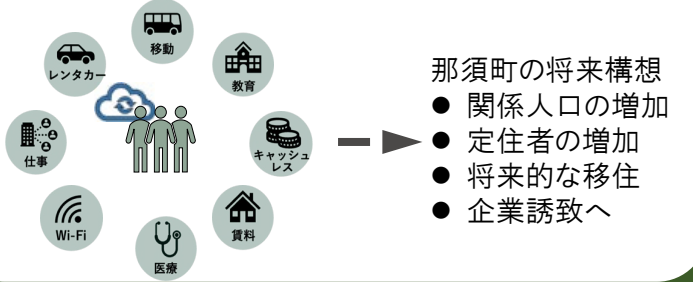 移動
レンタカー
教育
仕事
キャッシュ
レス
Wi-Fi
賃料
医療
那須町の将来構想
● 関係人口の増加
● 定住者の増加
● 将来的な移住
● 企業誘致へ